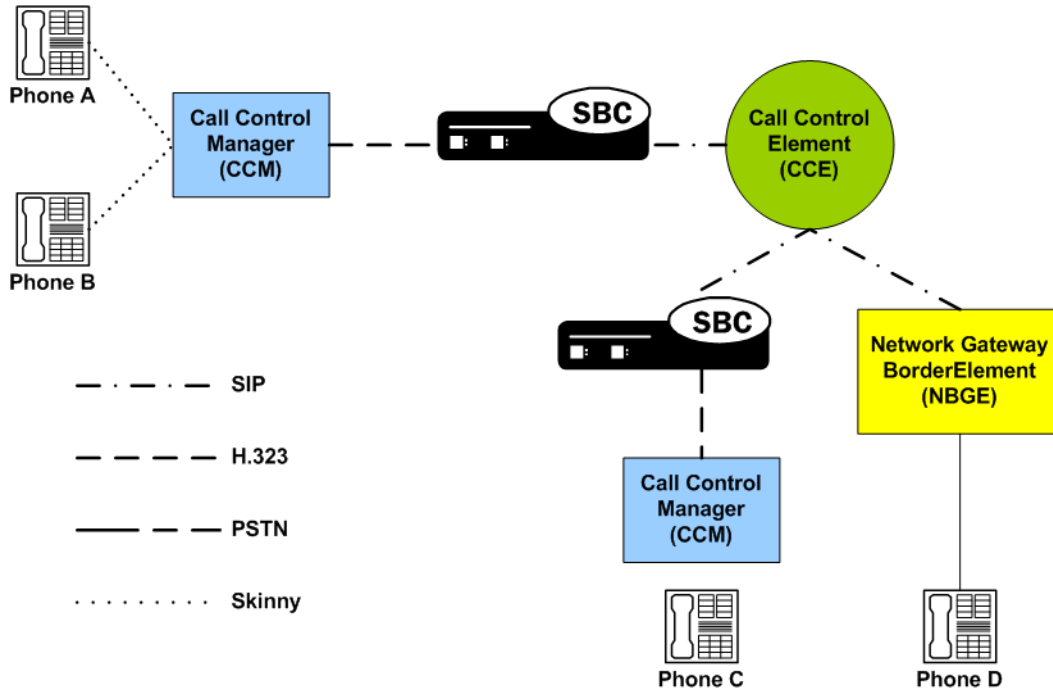 Phone A
Phone B
Call Control
Manager
(CCM)
SBC
Call Control
Element
(CCE)
SBC
Network Gateway
BorderElement
(NBGE)
Call Control
Manager
(CCM)
Phone C
Phone D
SIP
H.323
PSTN
Skinny